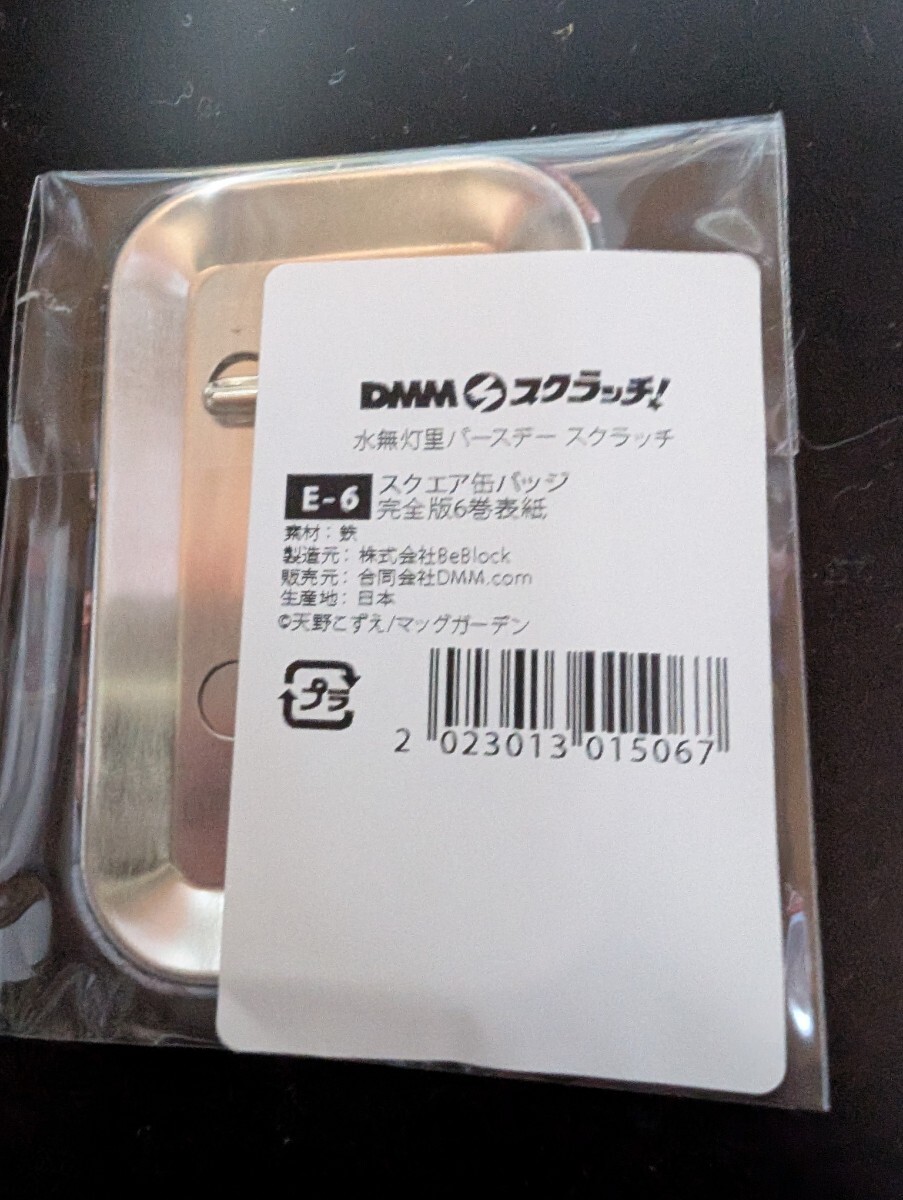 DMM スクラッチ!
水無灯里バースデー スクラッチ
E-6 スクエア缶バッジ
完全版6巻表紙
素材：鉄
製造元：株式会社BeBlock
販売元：合同会社DMM.com
生産地：日本
©天野こずえ/マッグガーデン
プラ
2 023013 015067